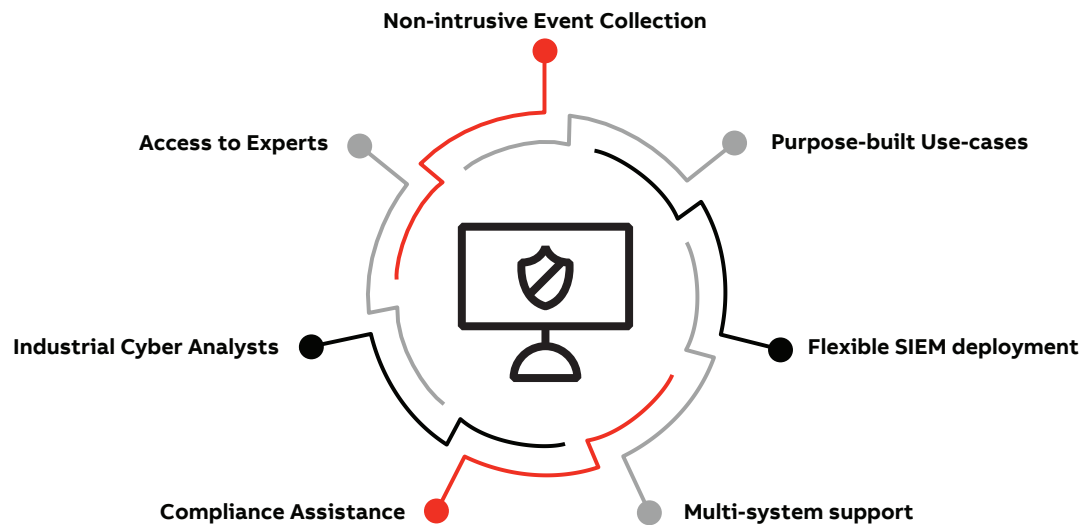 Non-intrusive Event Collection
Access to Experts
Purpose-built Use-cases
Industrial Cyber Analysts
Flexible SIEM deployment
Compliance Assistance
Multi-system support